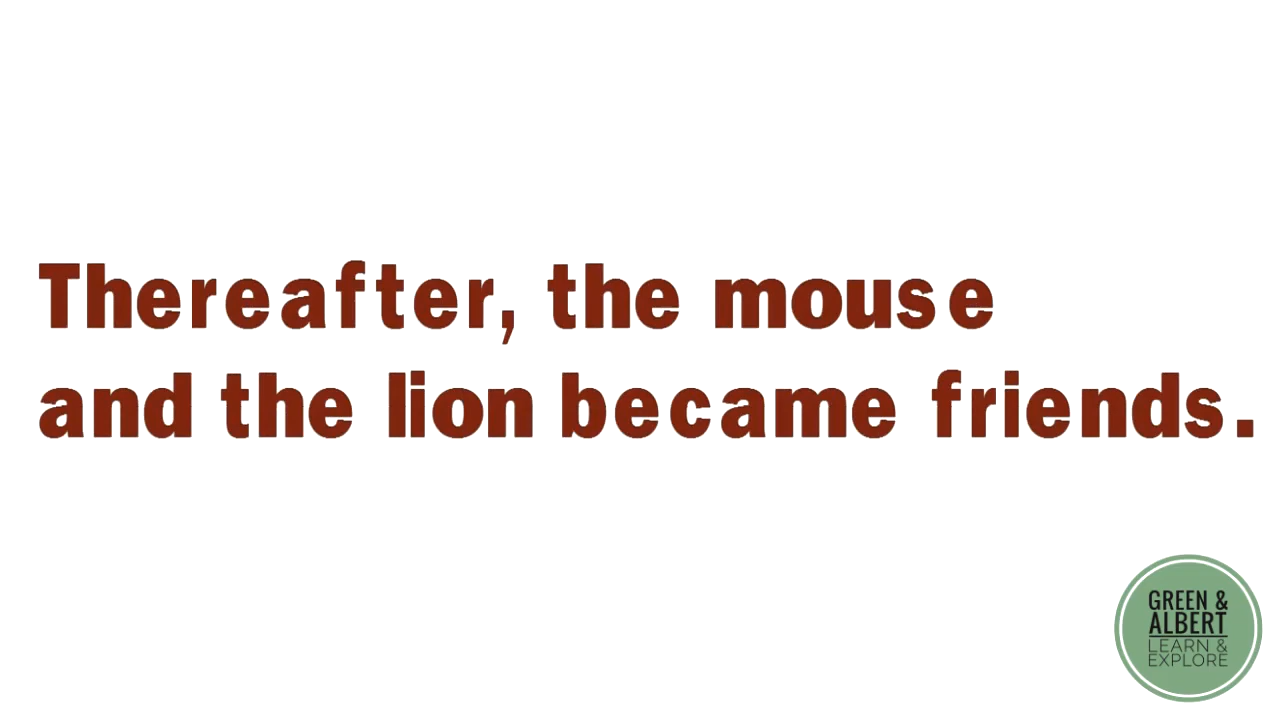 Thereafter, the mouse
and the lion became friends.
GREEN &
ALBERT
LEARN &
EXPLORE